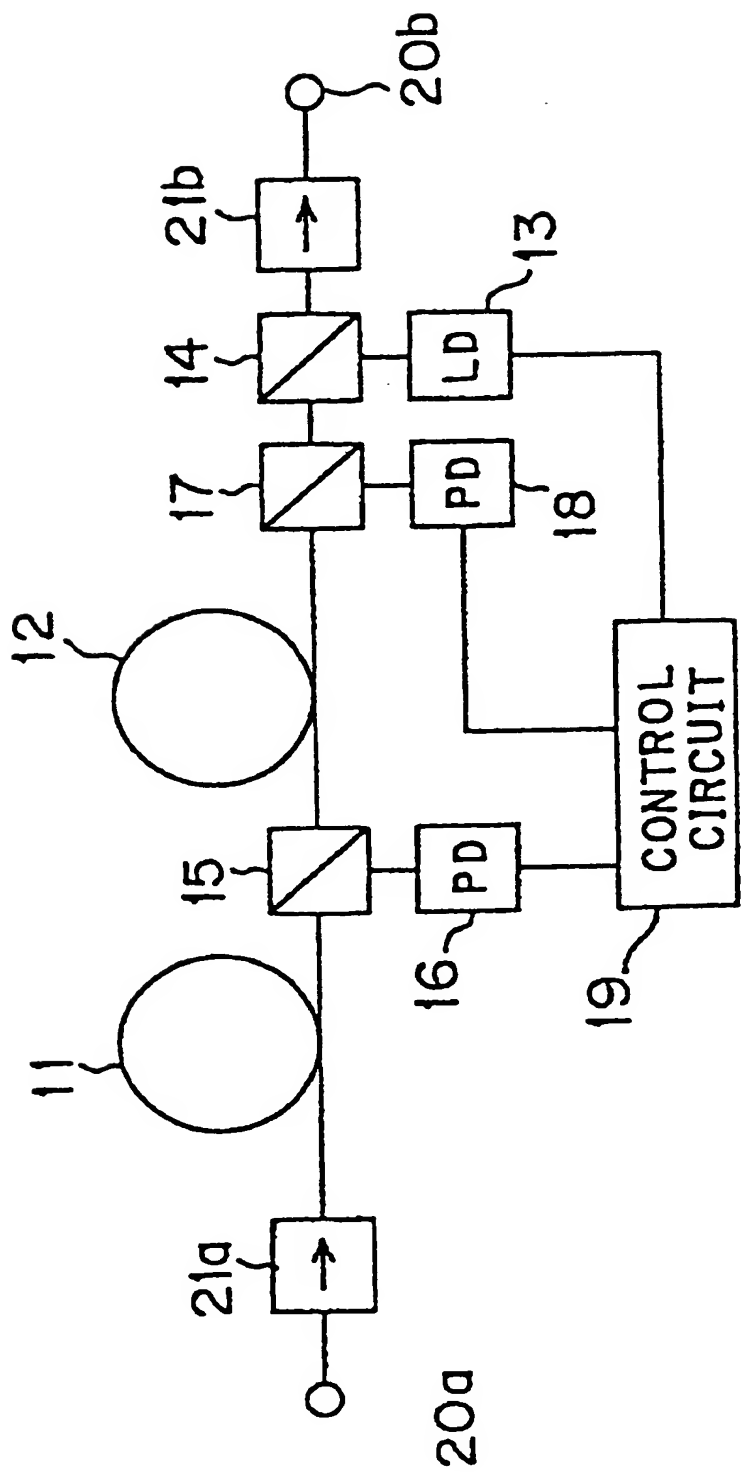 11
12
17
14
21b
20b
21a
15
20a
16
PD
PD
18
LD
13
19
CONTROL
CIRCUIT